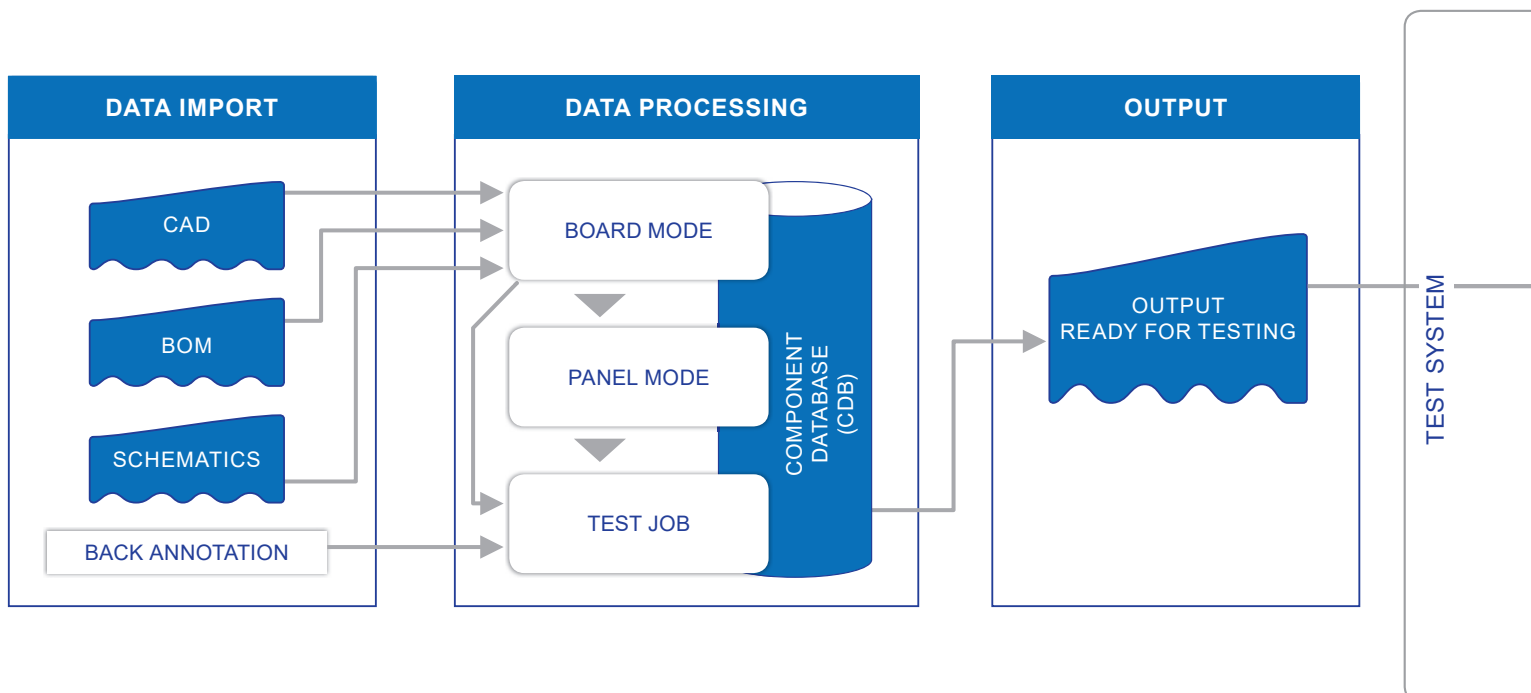 DATA IMPORT
CAD
BOM
SCHEMATICS
BACK ANNOTATION
DATA PROCESSING
BOARD MODE
PANEL MODE
TEST JOB
COMPONENT
DATABASE
(CDB)
OUTPUT
OUTPUT
READY FOR TESTING
TEST SYSTEM